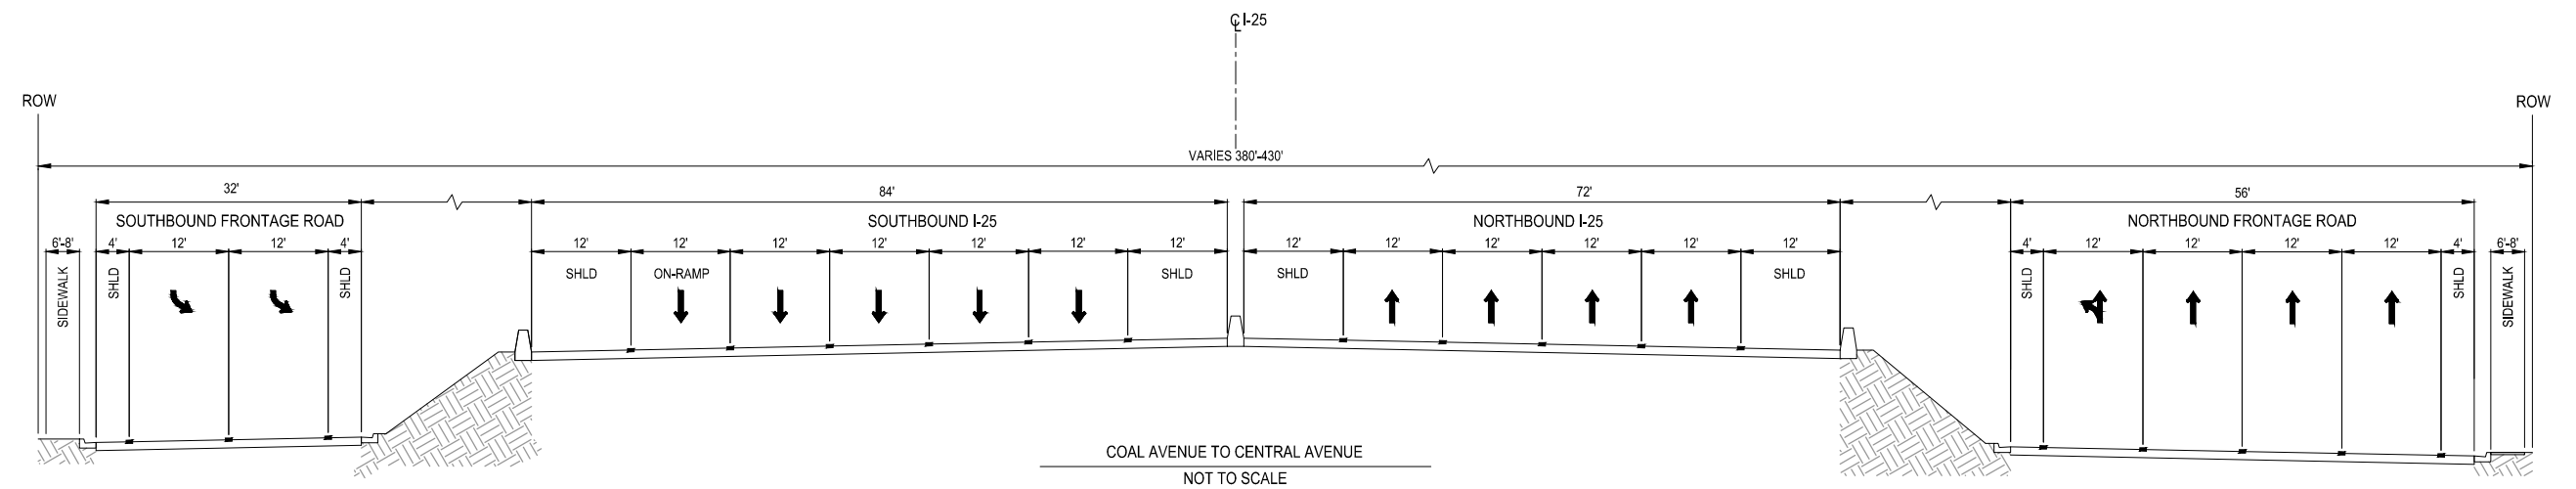 ℄ I-25
ROW
ROW
VARIES 380'-430'
32'
84'
72'
56'
SOUTHBOUND FRONTAGE ROAD
SOUTHBOUND I-25
NORTHBOUND I-25
NORTHBOUND FRONTAGE ROAD
6'-8'
4'
12'
12'
4'
12'
12'
12'
12'
12'
12'
12'
12'
12'
12'
12'
12'
12'
4'
12'
12'
12'
12'
4'
6'-8'
SIDEWALK
SHLD
SHLD
SHLD
ON-RAMP
SHLD
SHLD
SHLD
SHLD
SHLD
SIDEWALK
COAL AVENUE TO CENTRAL AVENUE
NOT TO SCALE